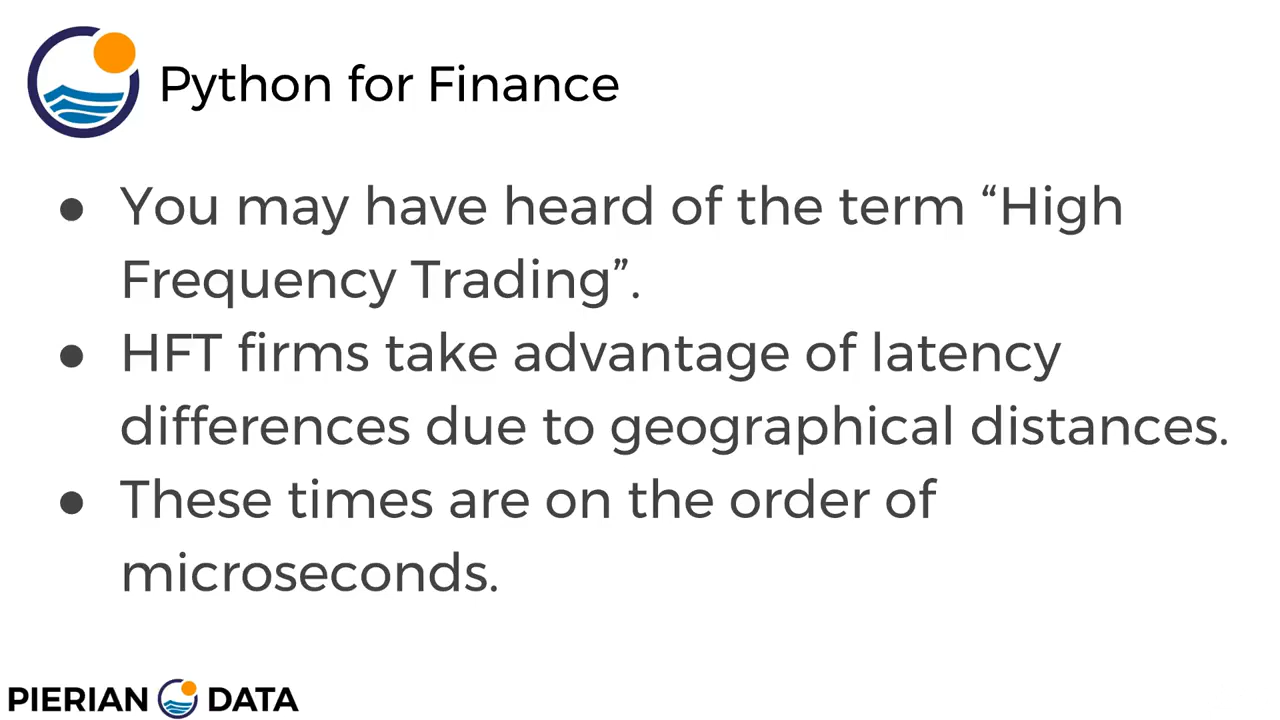 Python for Finance
● You may have heard of the term “High
Frequency Trading”.
● HFT firms take advantage of latency
differences due to geographical distances.
● These times are on the order of
microseconds.
PIERIAN DATA